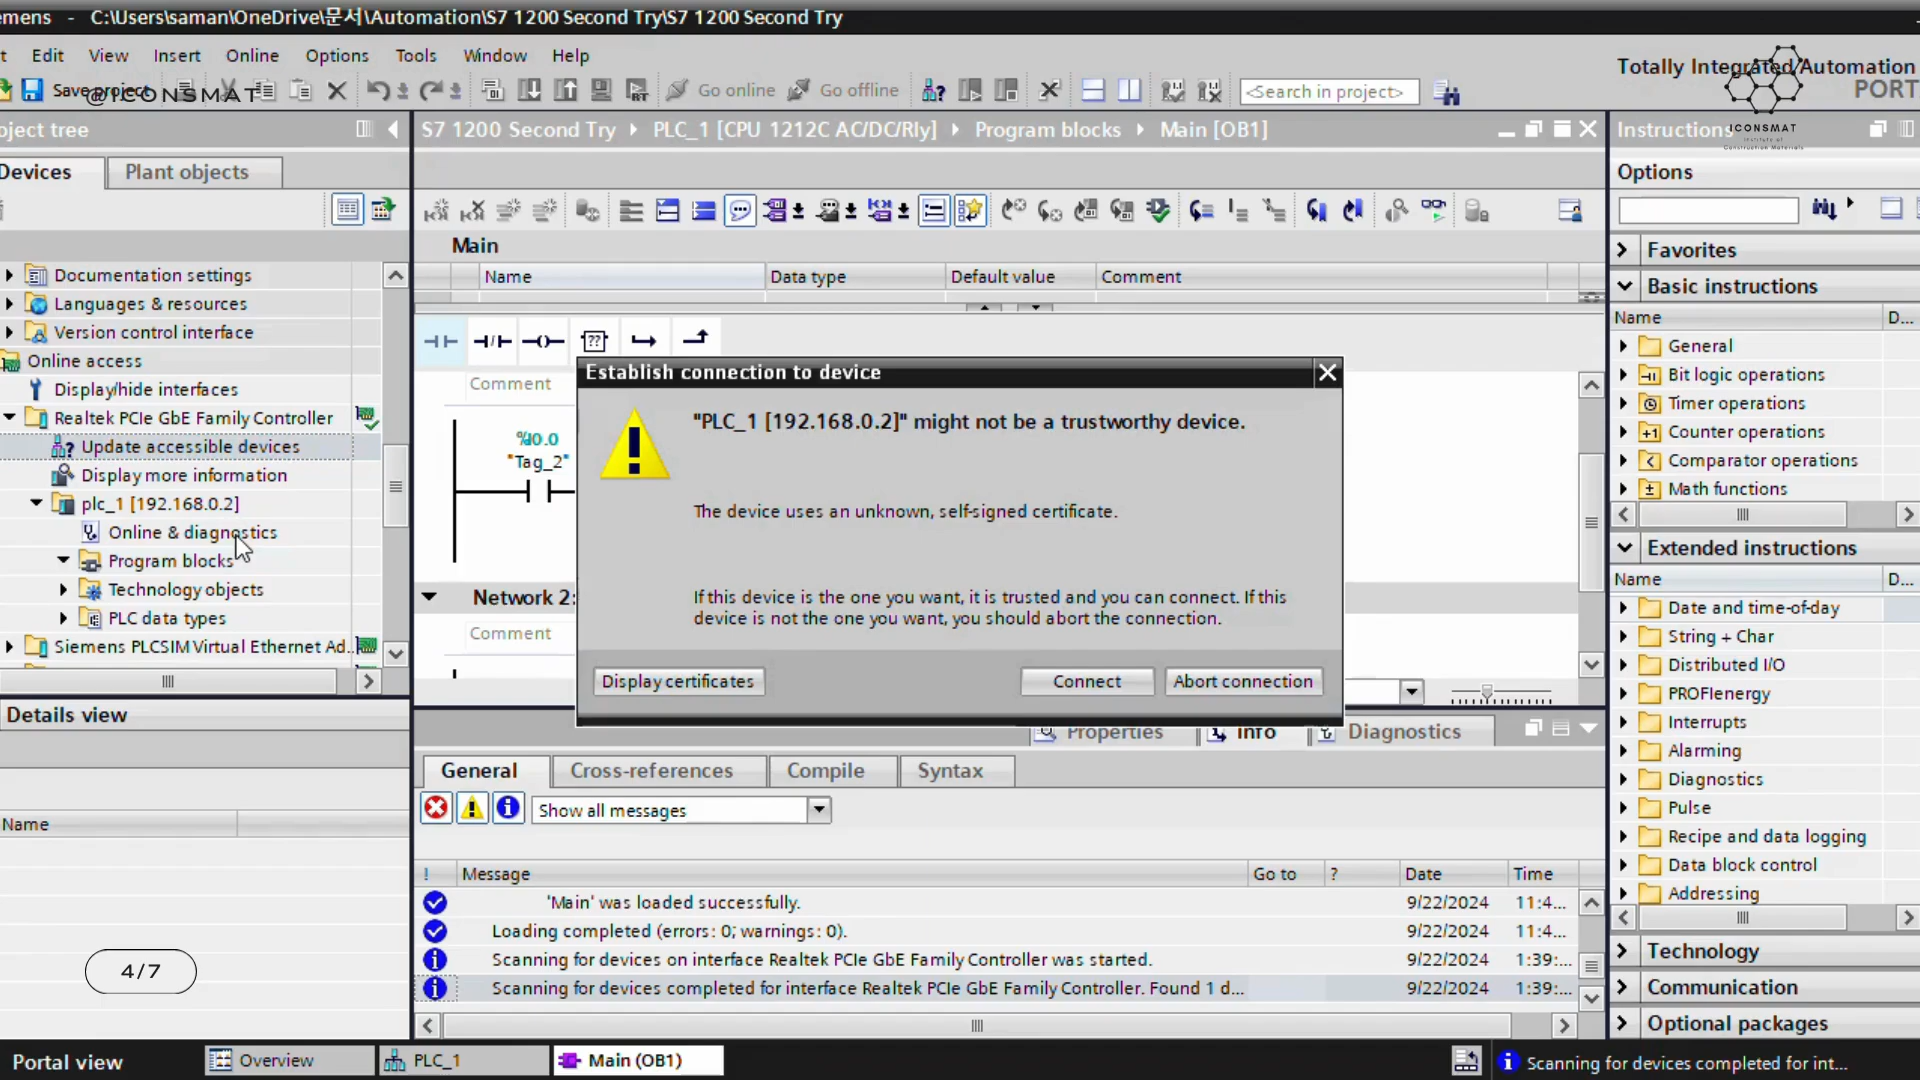 emens - C:\Users\saman\OneDrive\문서\Automation\S7 1200 Second Try\S7 1200 Second Try
t Edit View Insert Online Options Tools Window Help
Totally Integrated Automation
PORT
Save project
@ICONSMAT
Go online
Go offline
<Search in project>
ICONSMAT
Institute of
Construction Materials
oject tree
S7 1200 Second Try
PLC_1 [CPU 1212C AC/DC/Rly]
Program blocks
Main [OB1]
Instructions
Devices
Plant objects
Options
Main
Name
Data type
Default value
Comment
Documentation settings
Languages & resources
Version control interface
Online access
Display/hide interfaces
Realtek PCIe GbE Family Controller
Update accessible devices
Display more information
plc_1 [192.168.0.2]
Online & diagnostics
Program blocks
Technology objects
PLC data types
Siemens PLCSIM Virtual Ethernet Ad..
Details view
Name
??
Comment
%I0.0
"Tag_2"
Network 2:
Comment
Establish connection to device
"PLC_1 [192.168.0.2]" might not be a trustworthy device.
The device uses an unknown, self-signed certificate.
If this device is the one you want, it is trusted and you can connect. If this
device is not the one you want, you should abort the connection.
Display certificates
Connect
Abort connection
Properties
Info
Diagnostics
General
Cross-references
Compile
Syntax
Show all messages
! Message Go to ? Date Time
'Main' was loaded successfully. 9/22/2024 11:4...
Loading completed (errors: 0; warnings: 0). 9/22/2024 11:4...
Scanning for devices on interface Realtek PCIe GbE Family Controller was started. 9/22/2024 1:39:...
Scanning for devices completed for interface Realtek PCIe GbE Family Controller. Found 1 d... 9/22/2024 1:39:...
Favorites
Basic instructions
Name D...
General
Bit logic operations
Timer operations
Counter operations
Comparator operations
Math functions
Extended instructions
Name D...
Date and time-of-day
String + Char
Distributed I/O
PROFIenergy
Interrupts
Alarming
Diagnostics
Pulse
Recipe and data logging
Data block control
Addressing
Technology
Communication
Optional packages
4/7
Portal view
Overview
PLC_1
Main (OB1)
Scanning for devices completed for int...